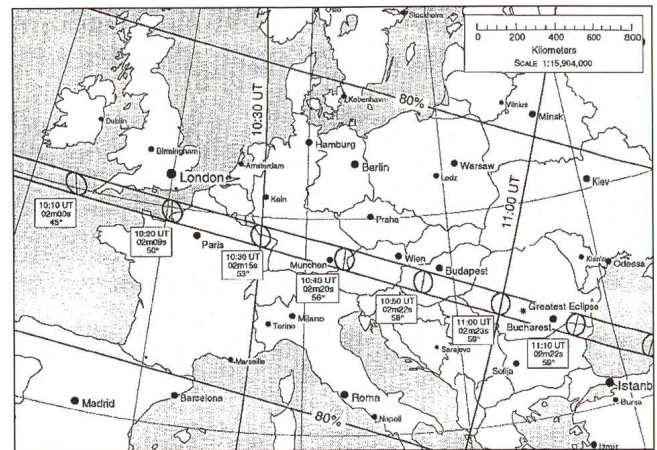 Oslo
Stockholm
0 200 400 600 800
Kilometers
SCALE 1:15,904,000
80%
Kobenhavn
Vilnius
Minsk
Dublin
10:30 UT
Hamburg
Birmingham
Amsterdam
Berlin
Warsaw
London
Lodz
Kiev
Koln
11:00 UT
10:10 UT
02m00s
45°
Praha
10:20 UT
02m09s
50°
Paris
10:30 UT
02m15s
53°
Munchen
Wien
Budapest
Odessa
10:40 UT
02m20s
56°
10:50 UT
02m22s
58°
Greatest Eclipse
11:00 UT
02m23s
59°
Bucharest
Milano
Torino
Sarajevo
11:10 UT
02m22s
59°
Marseille
Sofija
Istanb
Madrid
Barcelona
Roma
Bursa
80%
Napoli
Izmir